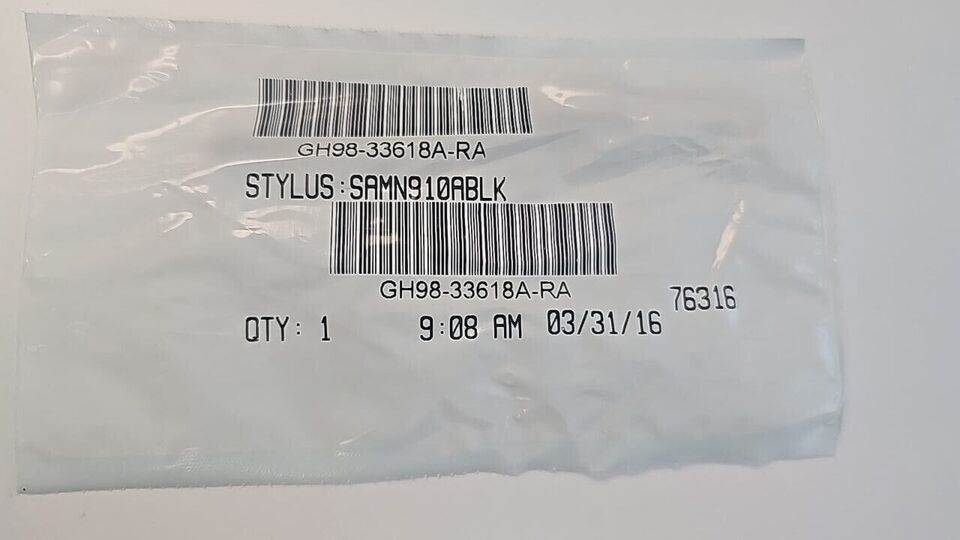 GH98-33618A-RA
STYLUS:SAMN910ABLK
GH98-33618A-RA
76316
QTY: 1 9:08 AM 03/31/16